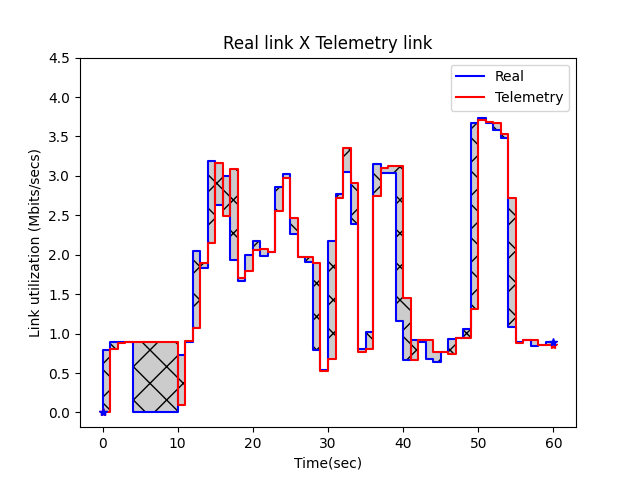 Real link X Telemetry link
Real
Telemetry
Link utilization (Mbits/secs)
4.5
4.0
3.5
3.0
2.5
2.0
1.5
1.0
0.5
0.0
0 10 20 30 40 50 60
Time(sec)